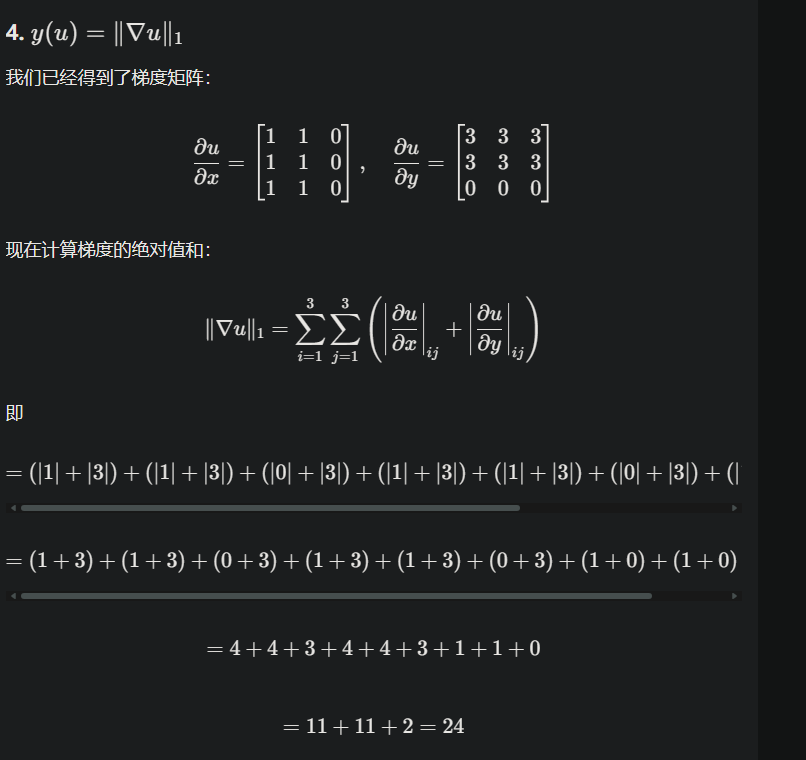 4. y(u) = ‖∇u‖₁
我们已经得到了梯度矩阵：
∂u/∂x = [1 1 0; 1 1 0; 1 1 0], ∂u/∂y = [3 3 3; 3 3 3; 0 0 0]
现在计算梯度的绝对值和：
‖∇u‖₁ = ∑_{i=1}^{3} ∑_{j=1}^{3} (|∂u/∂x|_{ij} + |∂u/∂y|_{ij})
即
= (|1| + |3|) + (|1| + |3|) + (|0| + |3|) + (|1| + |3|) + (|1| + |3|) + (|0| + |3|) + (|
= (1 + 3) + (1 + 3) + (0 + 3) + (1 + 3) + (1 + 3) + (0 + 3) + (1 + 0) + (1 + 0)
= 4 + 4 + 3 + 4 + 4 + 3 + 1 + 1 + 0
= 11 + 11 + 2 = 24